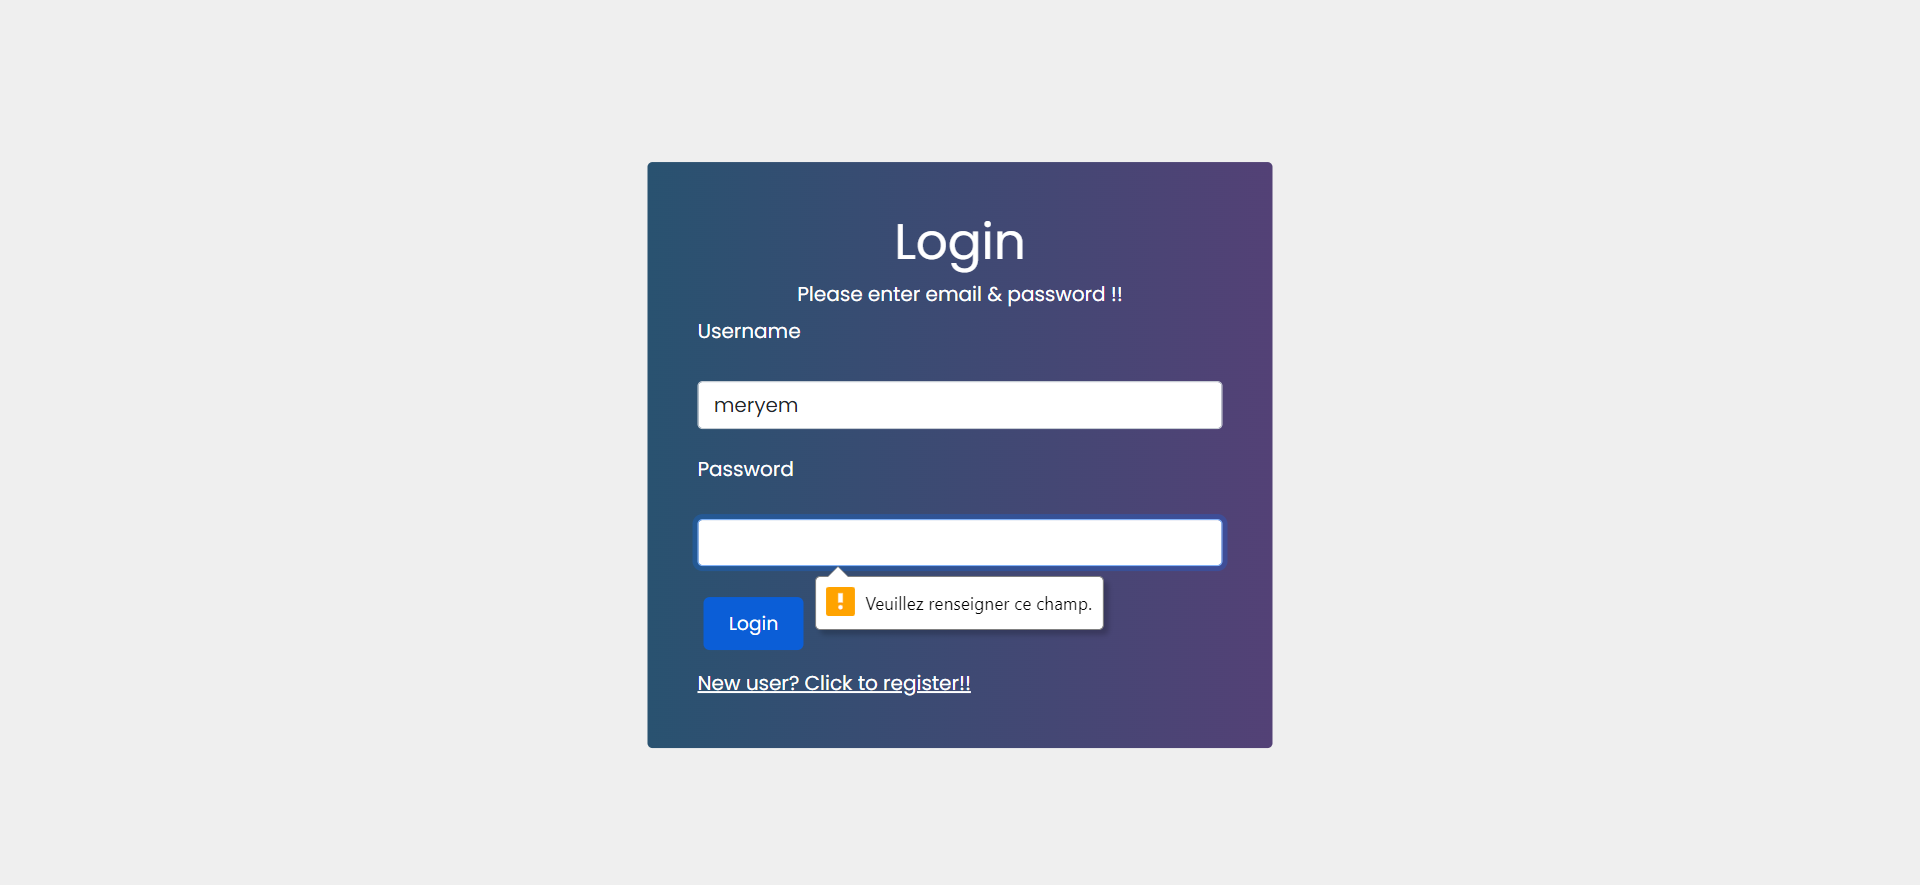 Login
Please enter email & password !!
Username
meryem
Password
Veuillez renseigner ce champ.
Login
New user? Click to register!!